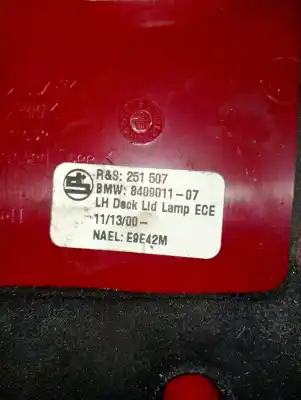 R&S: 251 507
BMW: 8409011-07
LH Deck Lid Lamp ECE
11/13/00-
NAEL: E9E42M